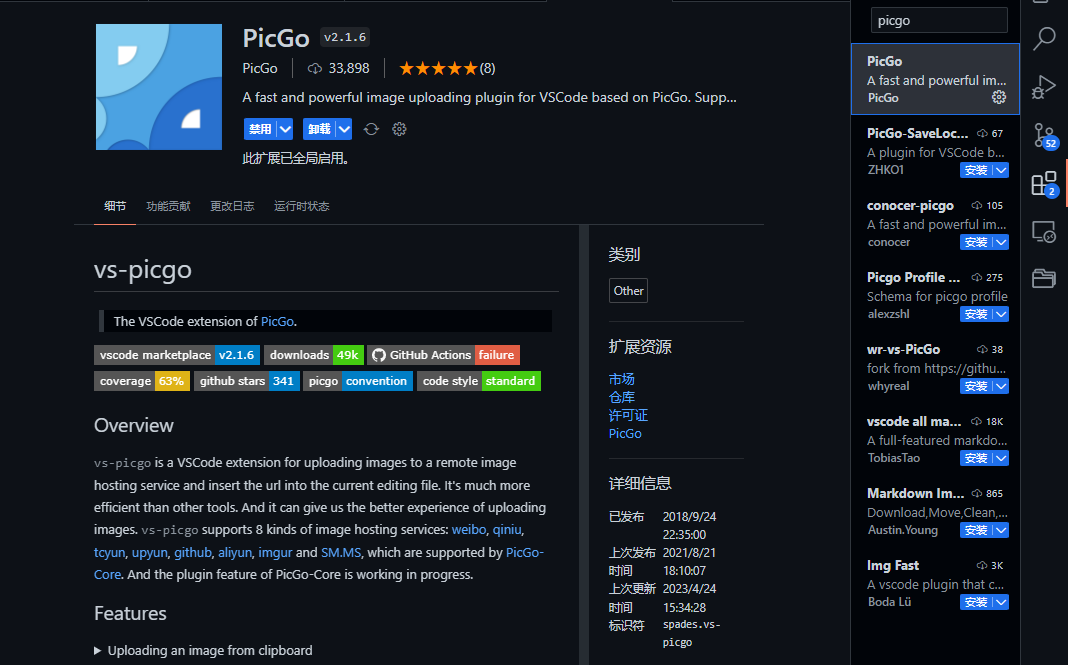 PicGo v2.1.6
PicGo 33,898 (8)
A fast and powerful image uploading plugin for VSCode based on PicGo. Supp...
禁用 卸载
此扩展已全局启用。
细节 功能贡献 更改日志 运行时状态
vs-picgo
The VSCode extension of PicGo.
vscode marketplace v2.1.6 downloads 49k GitHub Actions failure
coverage 63% github stars 341 picgo convention code style standard
Overview
vs-picgo is a VSCode extension for uploading images to a remote image
hosting service and insert the url into the current editing file. It's much more
efficient than other tools. And it can give us the better experience of uploading
images. vs-picgo supports 8 kinds of image hosting services: weibo, qiniu,
tcyun, upyun, github, aliyun, imgur and SM.MS, which are supported by PicGo-
Core. And the plugin feature of PicGo-Core is working in progress.
Features
Uploading an image from clipboard
类别
Other
扩展资源
市场
仓库
许可证
PicGo
详细信息
已发布 2018/9/24
22:35:00
上次发布 2021/8/21
时间 18:10:07
上次更新 2023/4/24
时间 15:34:28
标识符 spades.vs-
picgo
picgo
PicGo
A fast and powerful im...
PicGo
PicGo-SaveLoc... 67
A plugin for VSCode b...
ZHKO1 安装
conocer-picgo 105
A fast and powerful im...
conocer 安装
Picgo Profile ... 275
Schema for picgo profile
alexzshl 安装
wr-vs-PicGo 38
fork from https://githu...
whyreal 安装
vscode all ma... 18K
A full-featured markdo...
TobiasTao 安装
Markdown Im... 865
Download,Move,Clean,...
Austin.Young 安装
Img Fast 3K
A vscode plugin that c...
Boda Lü 安装
52
2